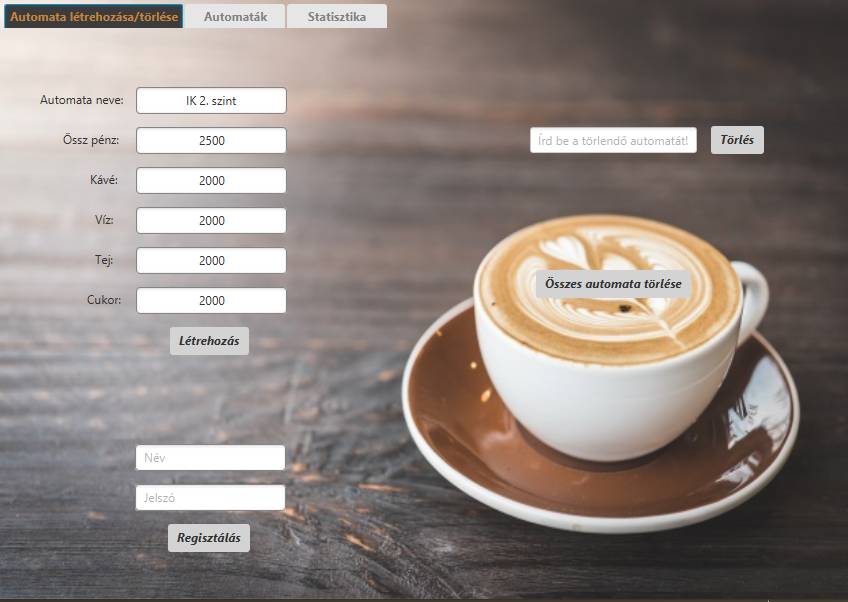 Automata létrehozása/törlése Automaták Statisztika
Automata neve: IK 2. szint
Össz pénz: 2500
Írd be a törlendő automatát! Törlés
Kávé: 2000
Víz: 2000
Tej: 2000
Összes automata törlése
Cukor: 2000
Létrehozás
Név
Jelszó
Regisztálás